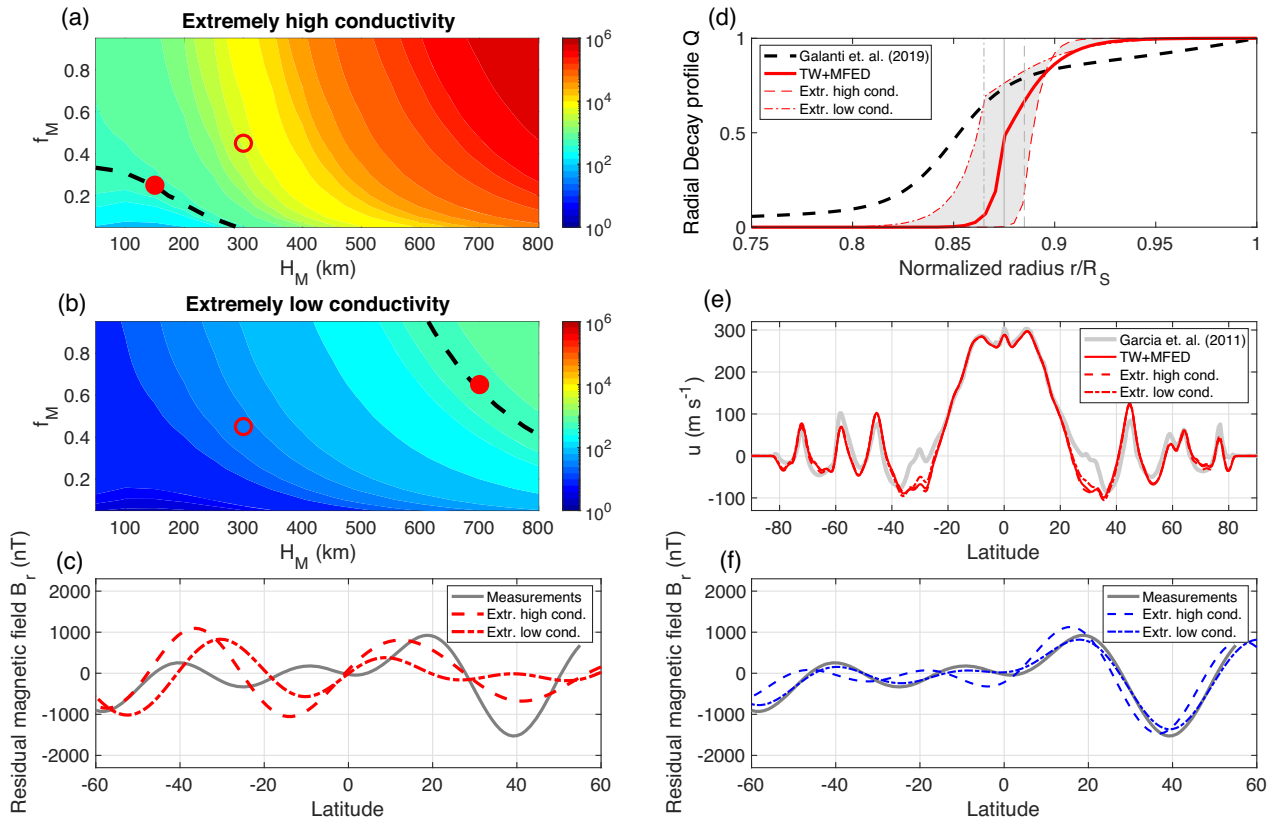 (a)
Extremely high conductivity
f_M
0.8
0.6
0.4
0.2
100 200 300 400 500 600 700 800
H_M (km)
10^6
10^4
10^2
10^0
(b)
Extremely low conductivity
f_M
0.8
0.6
0.4
0.2
100 200 300 400 500 600 700 800
H_M (km)
10^6
10^4
10^2
10^0
(c)
Residual magnetic field B_r (nT)
2000
1000
0
-1000
-2000
-60 -40 -20 0 20 40 60
Latitude
Measurements
Extr. high cond.
Extr. low cond.
(d)
Radial Decay profile Q
1
0.5
0
0.75 0.8 0.85 0.9 0.95 1
Normalized radius r/R_S
Galanti et. al. (2019)
TW+MFED
Extr. high cond.
Extr. low cond.
(e)
u (m s^-1)
300
200
100
0
-100
-80 -60 -40 -20 0 20 40 60 80
Latitude
Garcia et. al. (2011)
TW+MFED
Extr. high cond.
Extr. low cond.
(f)
Residual magnetic field B_r (nT)
2000
1000
0
-1000
-2000
-60 -40 -20 0 20 40 60
Latitude
Measurements
Extr. high cond.
Extr. low cond.